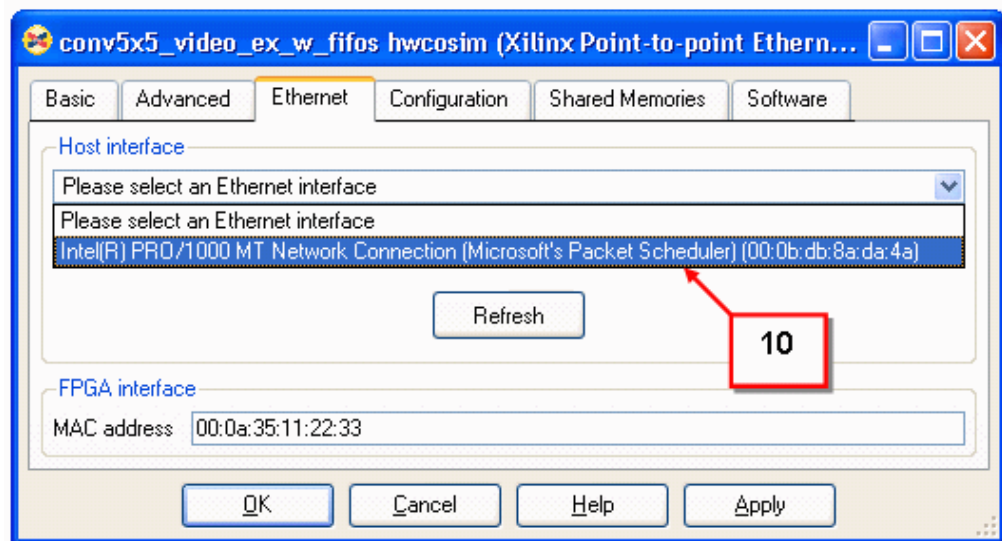 conv5x5_video_ex_w_fifos hwcosim (Xilinx Point-to-point Ethern...
Basic Advanced Ethernet Configuration Shared Memories Software
Host interface
Please select an Ethernet interface
Please select an Ethernet interface
Intel(R) PRO/1000 MT Network Connection (Microsoft's Packet Scheduler) (00:0b:db:8a:da:4a)
Refresh
10
FPGA interface
MAC address 00:0a:35:11:22:33
OK Cancel Help Apply